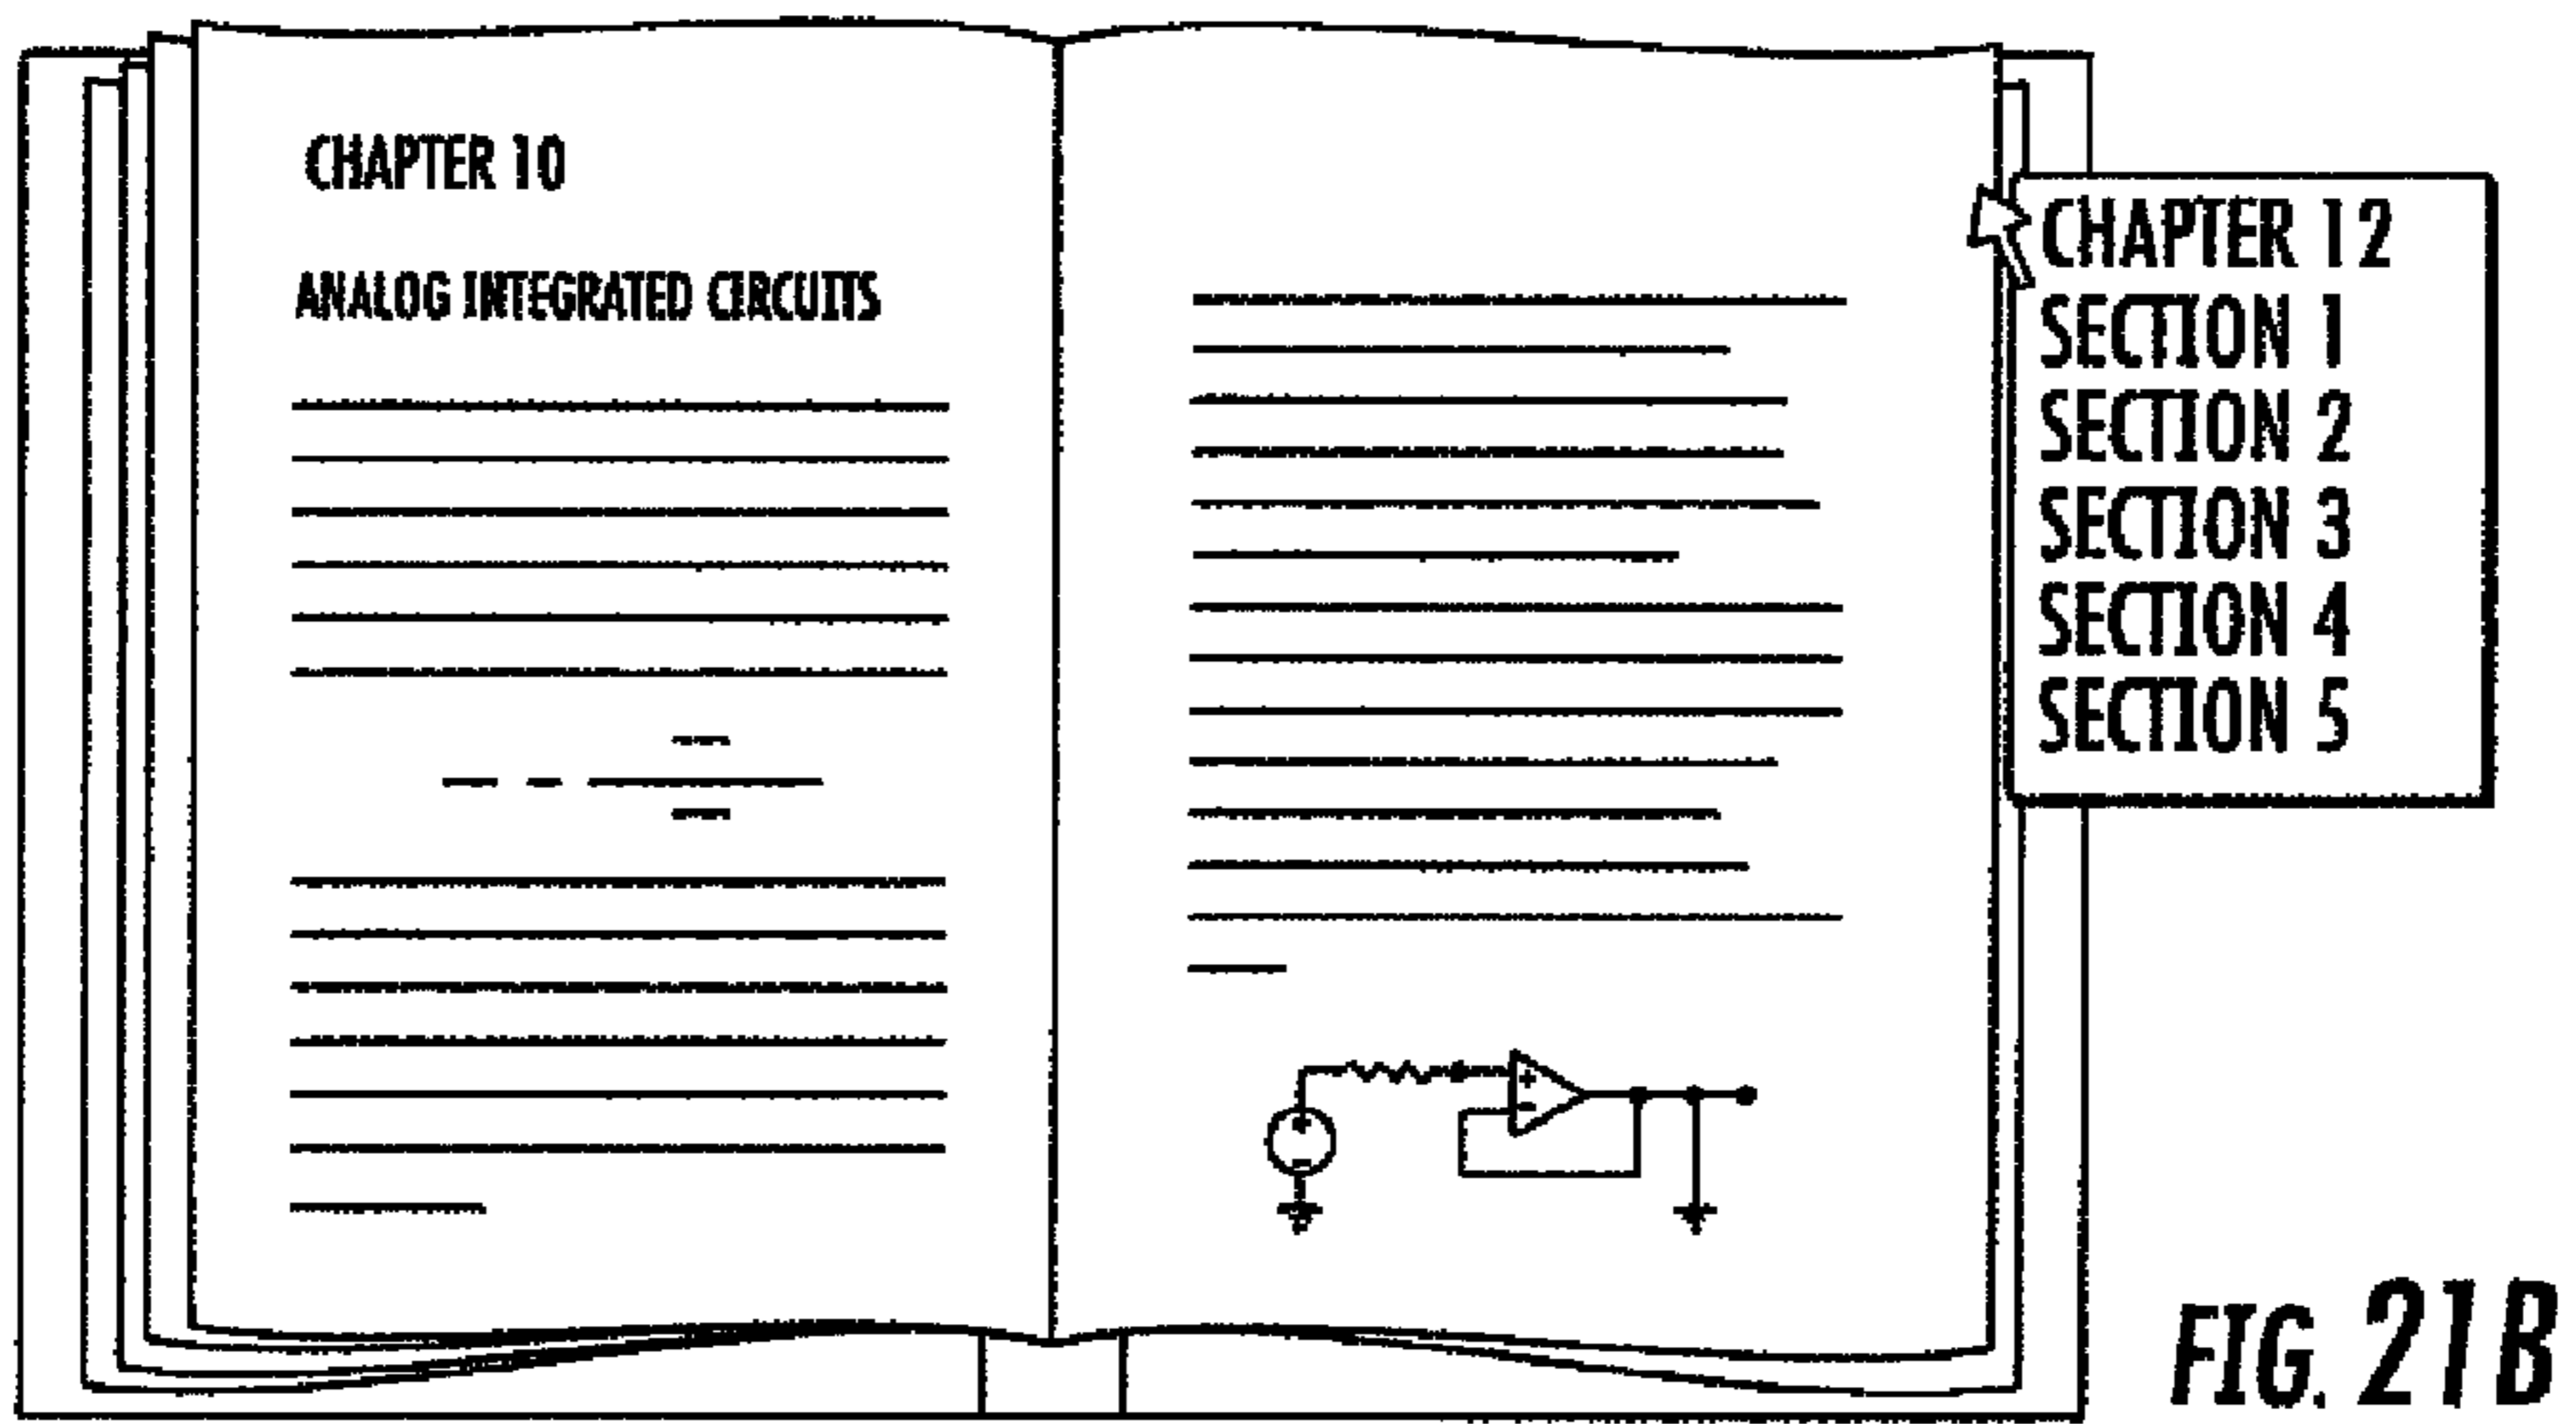 CHAPTER 10
ANALOG INTEGRATED CIRCUITS
CHAPTER 12
SECTION 1
SECTION 2
SECTION 3
SECTION 4
SECTION 5
+
-
+
-
FIG. 21B